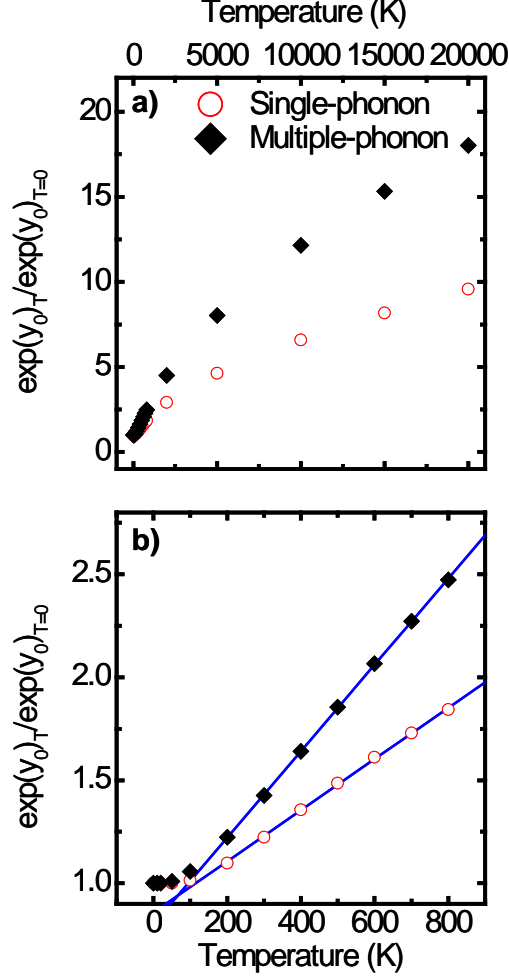 Temperature (K)
0 5000 10000 15000 20000
a)
Single-phonon
Multiple-phonon
20
15
10
5
0
exp(y₀)T/exp(y₀)T=0
b)
2.5
2.0
1.5
1.0
exp(y₀)T/exp(y₀)T=0
0 200 400 600 800
Temperature (K)